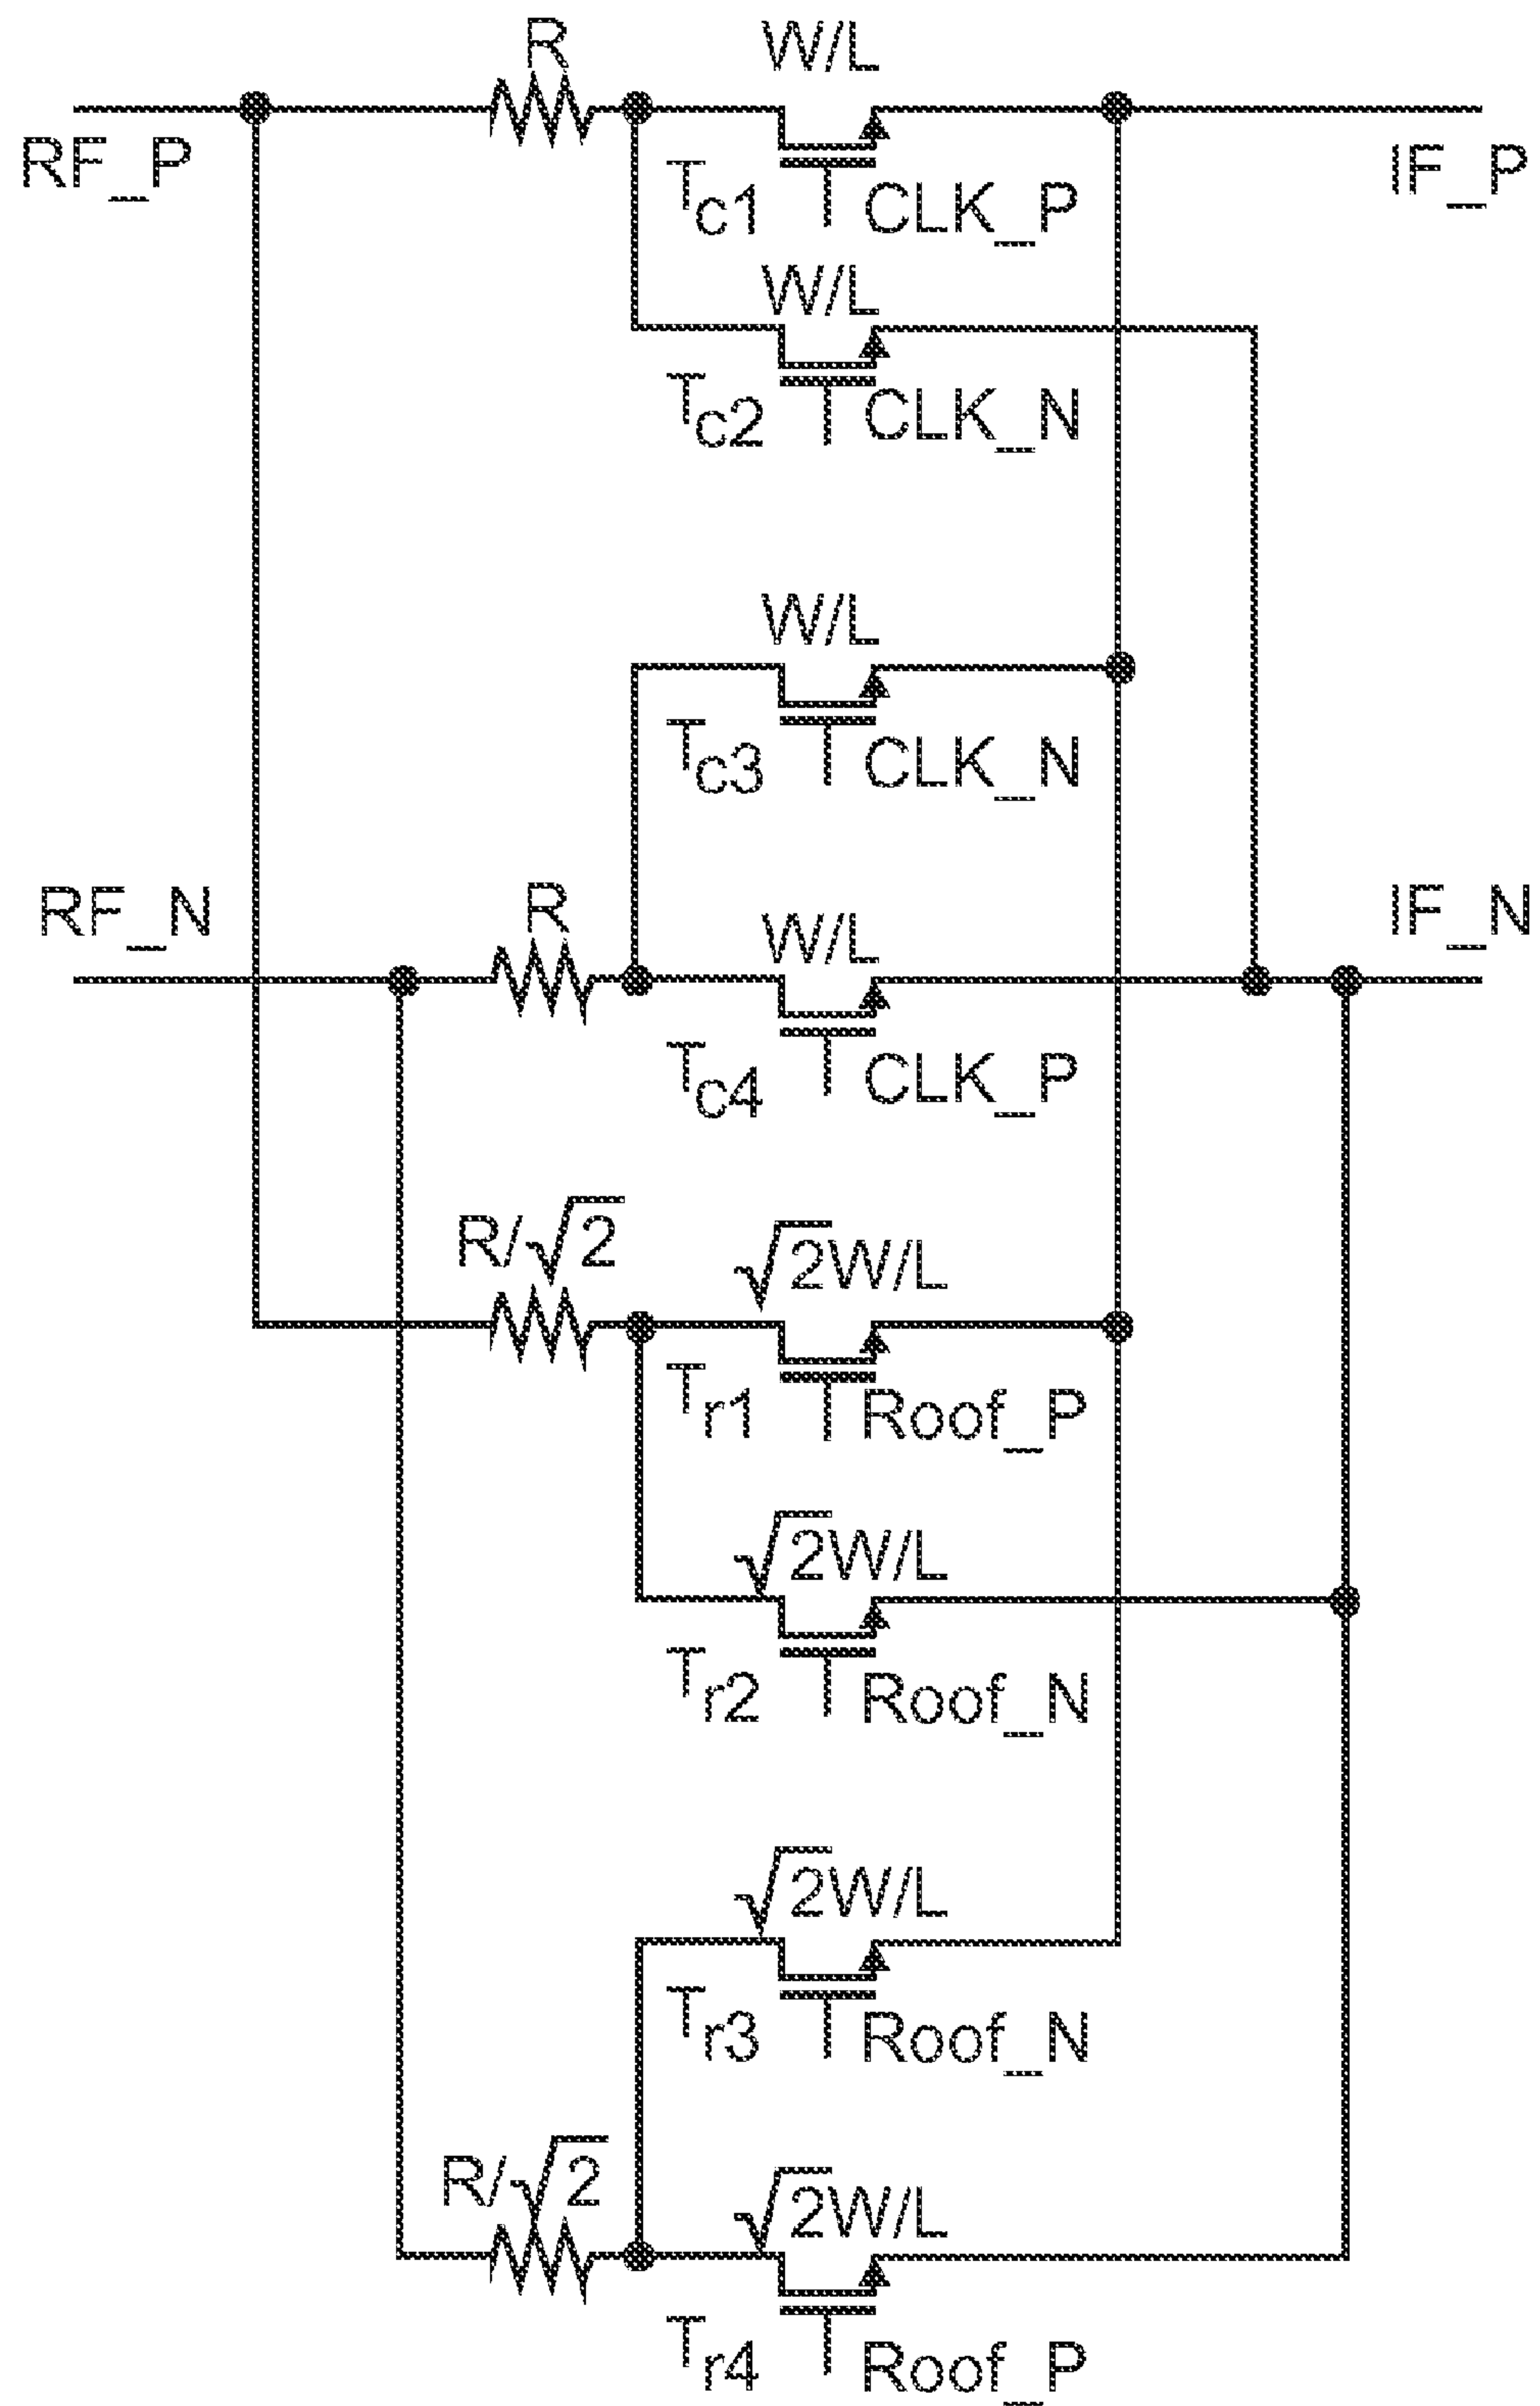 R
W/L
RF_P
IF_P
Tc1
CLK_P
W/L
Tc2
CLK_N
W/L
Tc3
CLK_N
RF_N
R
W/L
IF_N
Tc4
CLK_P
R/√2
√2W/L
Tr1
Roof_P
√2W/L
Tr2
Roof_N
√2W/L
Tr3
Roof_N
R/√2
√2W/L
Tr4
Roof_P